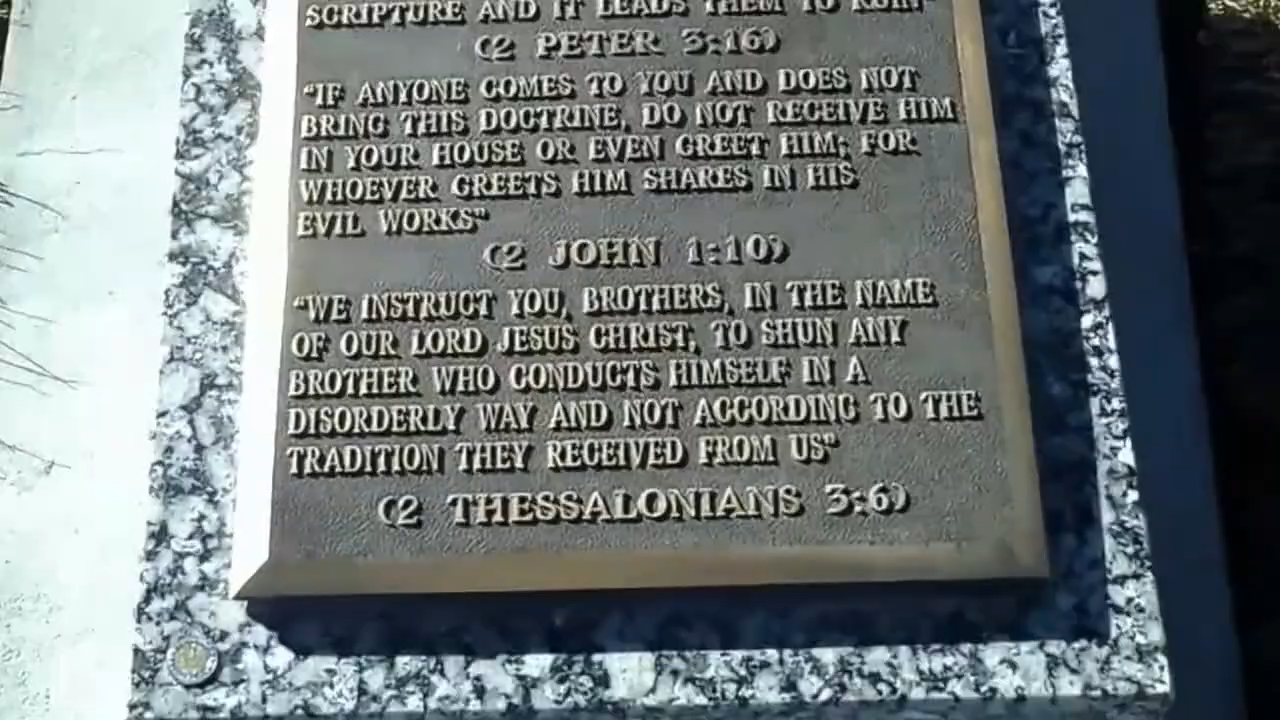 SCRIPTURE AND IT LEADS THEM TO RUIN"
(2 PETER 3:16)
"IF ANYONE COMES TO YOU AND DOES NOT
BRING THIS DOCTRINE, DO NOT RECEIVE HIM
IN YOUR HOUSE OR EVEN GREET HIM; FOR
WHOEVER GREETS HIM SHARES IN HIS
EVIL WORKS"
(2 JOHN 1:10)
"WE INSTRUCT YOU, BROTHERS, IN THE NAME
OF OUR LORD JESUS CHRIST, TO SHUN ANY
BROTHER WHO CONDUCTS HIMSELF IN A
DISORDERLY WAY AND NOT ACCORDING TO THE
TRADITION THEY RECEIVED FROM US"
(2 THESSALONIANS 3:6)